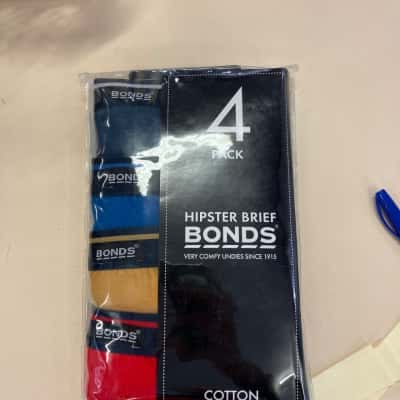 BONDS
BONDS
BONDS
BONDS
4
PACK
HIPSTER BRIEF
BONDS
VERY COMFY UNDIES SINCE 1915
COTTON